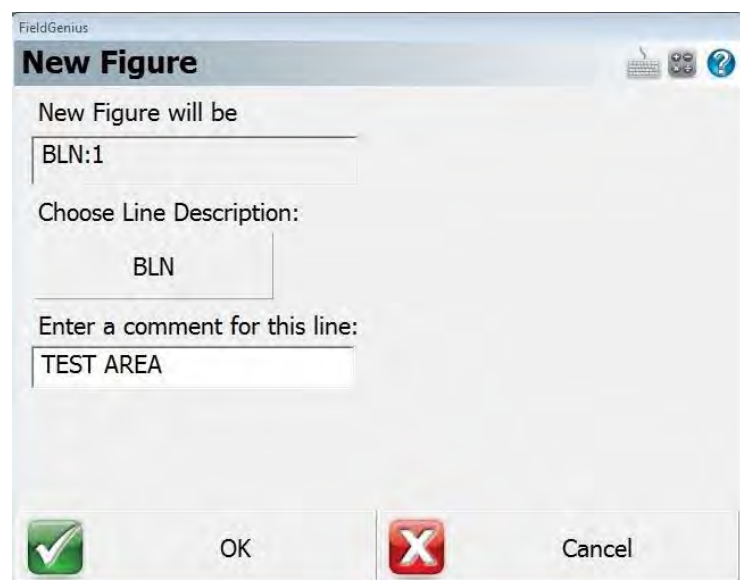 FieldGenius
New Figure
New Figure will be
BLN:1
Choose Line Description:
BLN
Enter a comment for this line:
TEST AREA
OK
Cancel